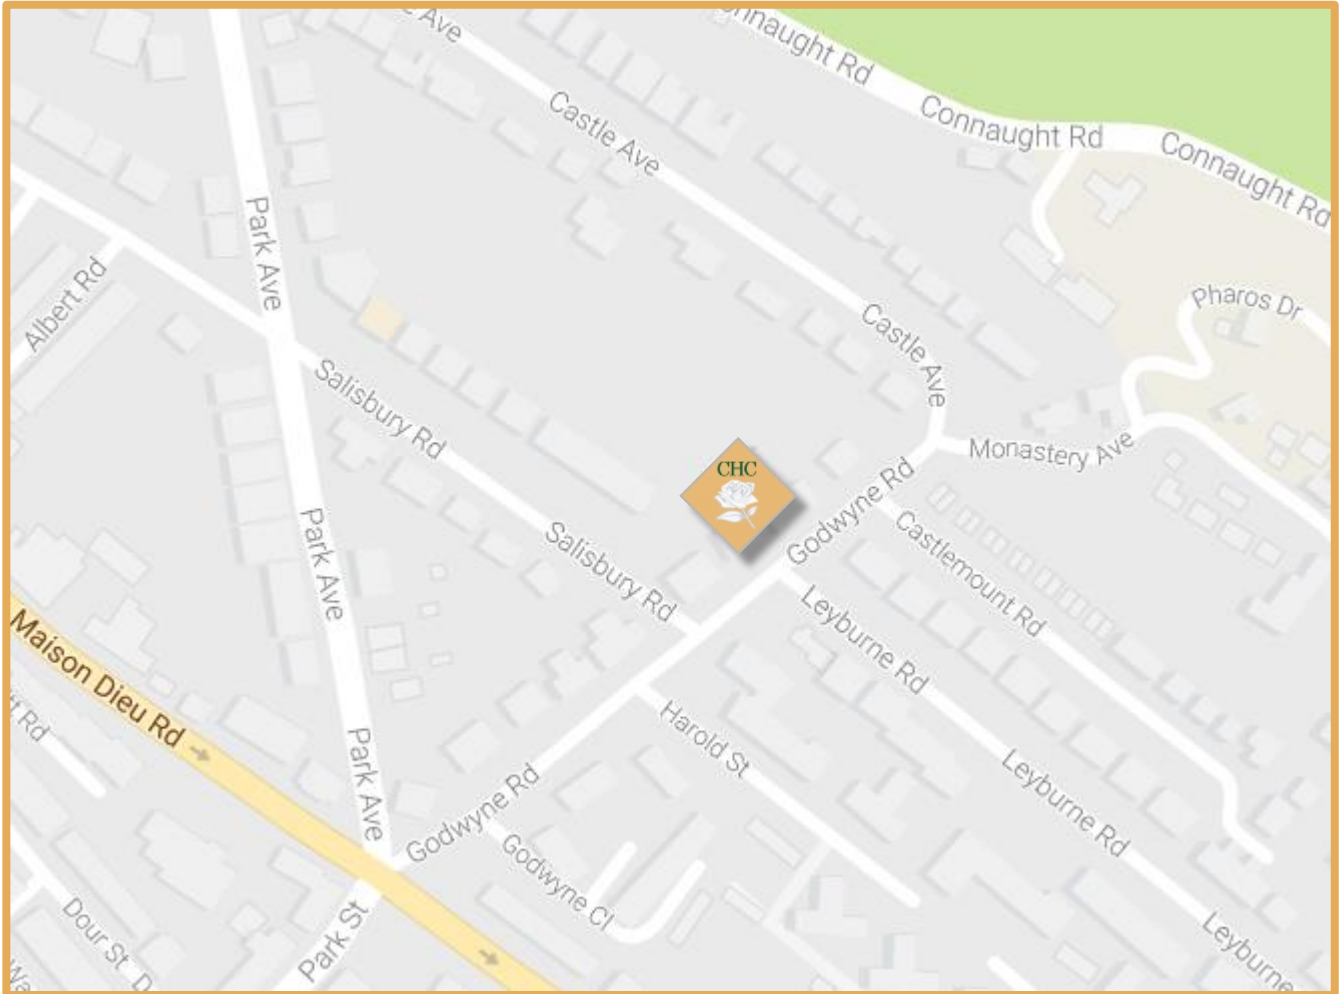 Ave
Connaught Rd
Connaught Rd
Connaught Rd
Castle Ave
Park Ave
Albert Rd
Pharos Dr
Castle Ave
Salisbury Rd
Monastery Ave
CHC
Godwyne Rd
Castlemount Rd
Park Ave
Salisbury Rd
Leyburne Rd
Maison Dieu Rd
Rd
Harold St
Park Ave
Godwyne Rd
Leyburne Rd
Godwyne Cl
Dour St
D
Park St
Leyburne